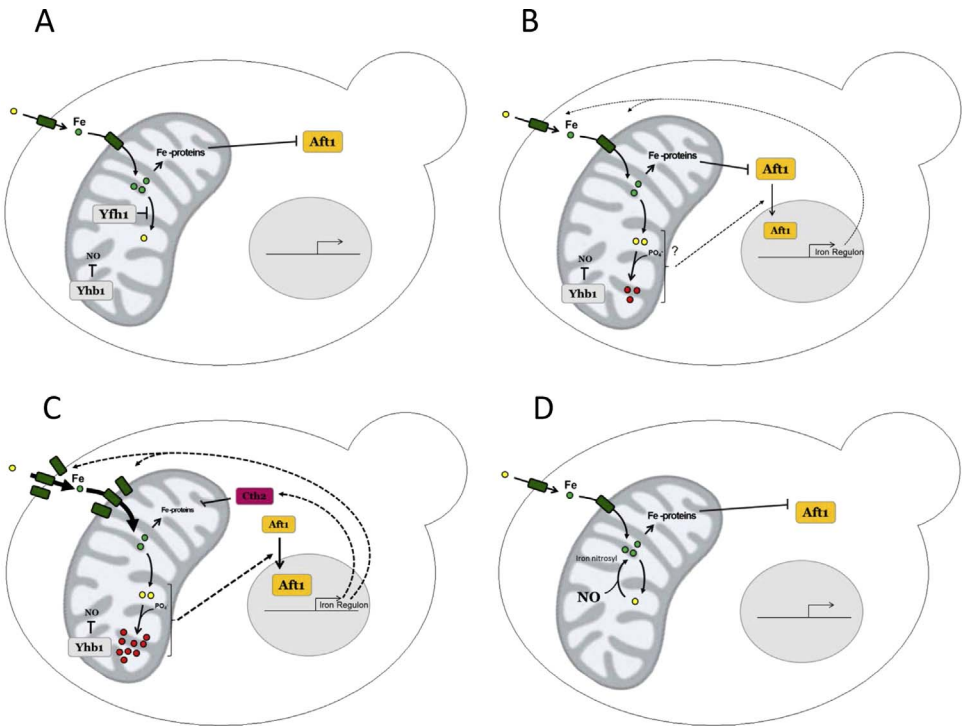 A
Fe
Fe-proteins
Aft1
Yfh1
NO
Yhb1
B
Fe
Fe-proteins
Aft1
Aft1
Iron Regulon
NO
PO₄⁻
?
Yhb1
C
Fe
Cth2
Fe-proteins
Aft1
Aft1
Iron Regulon
PO₄⁻
NO
Yhb1
D
Fe
Fe-proteins
Aft1
Iron nitrosyl
NO